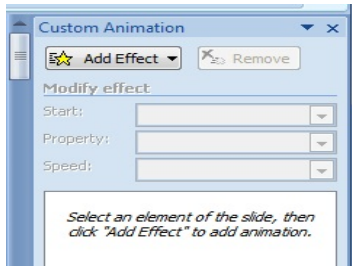 Custom Animation
Add Effect
Remove
Modify effect
Start:
Property:
Speed:
Select an element of the slide, then
click "Add Effect" to add animation.